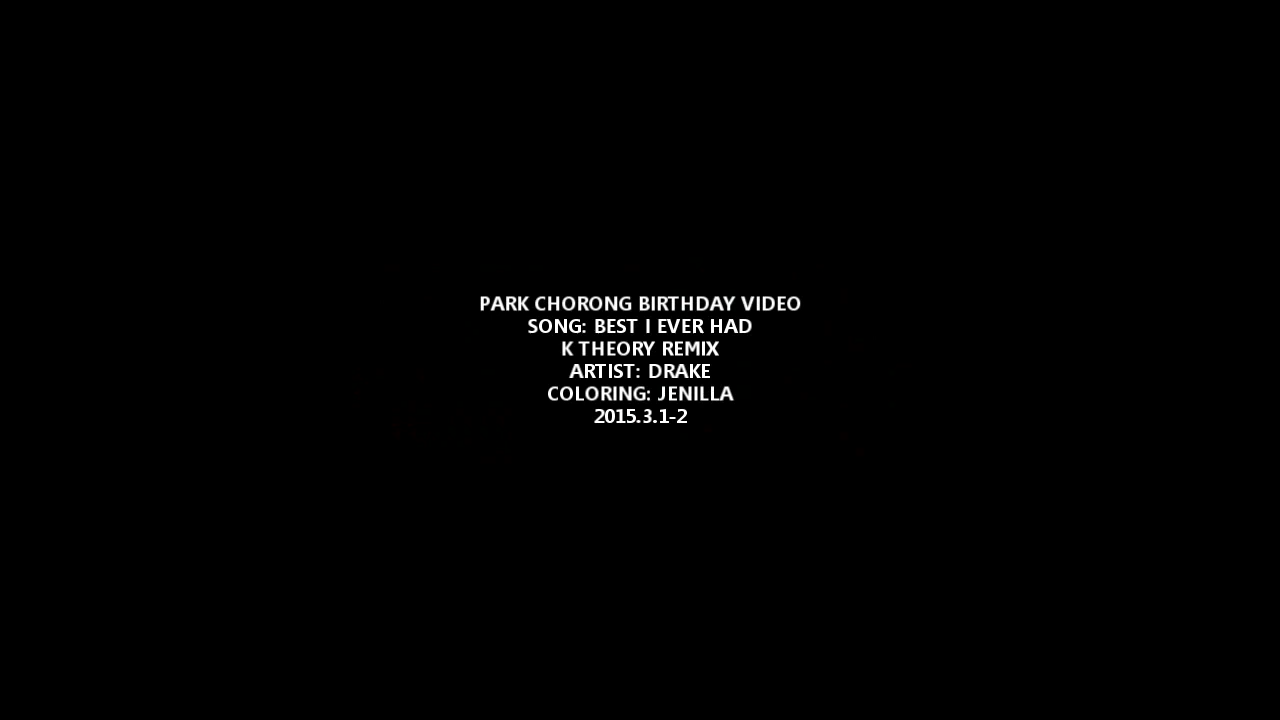 PARK CHORONG BIRTHDAY VIDEO
SONG: BEST I EVER HAD
K THEORY REMIX
ARTIST: DRAKE
COLORING: JENILLA
2015.3.1-2